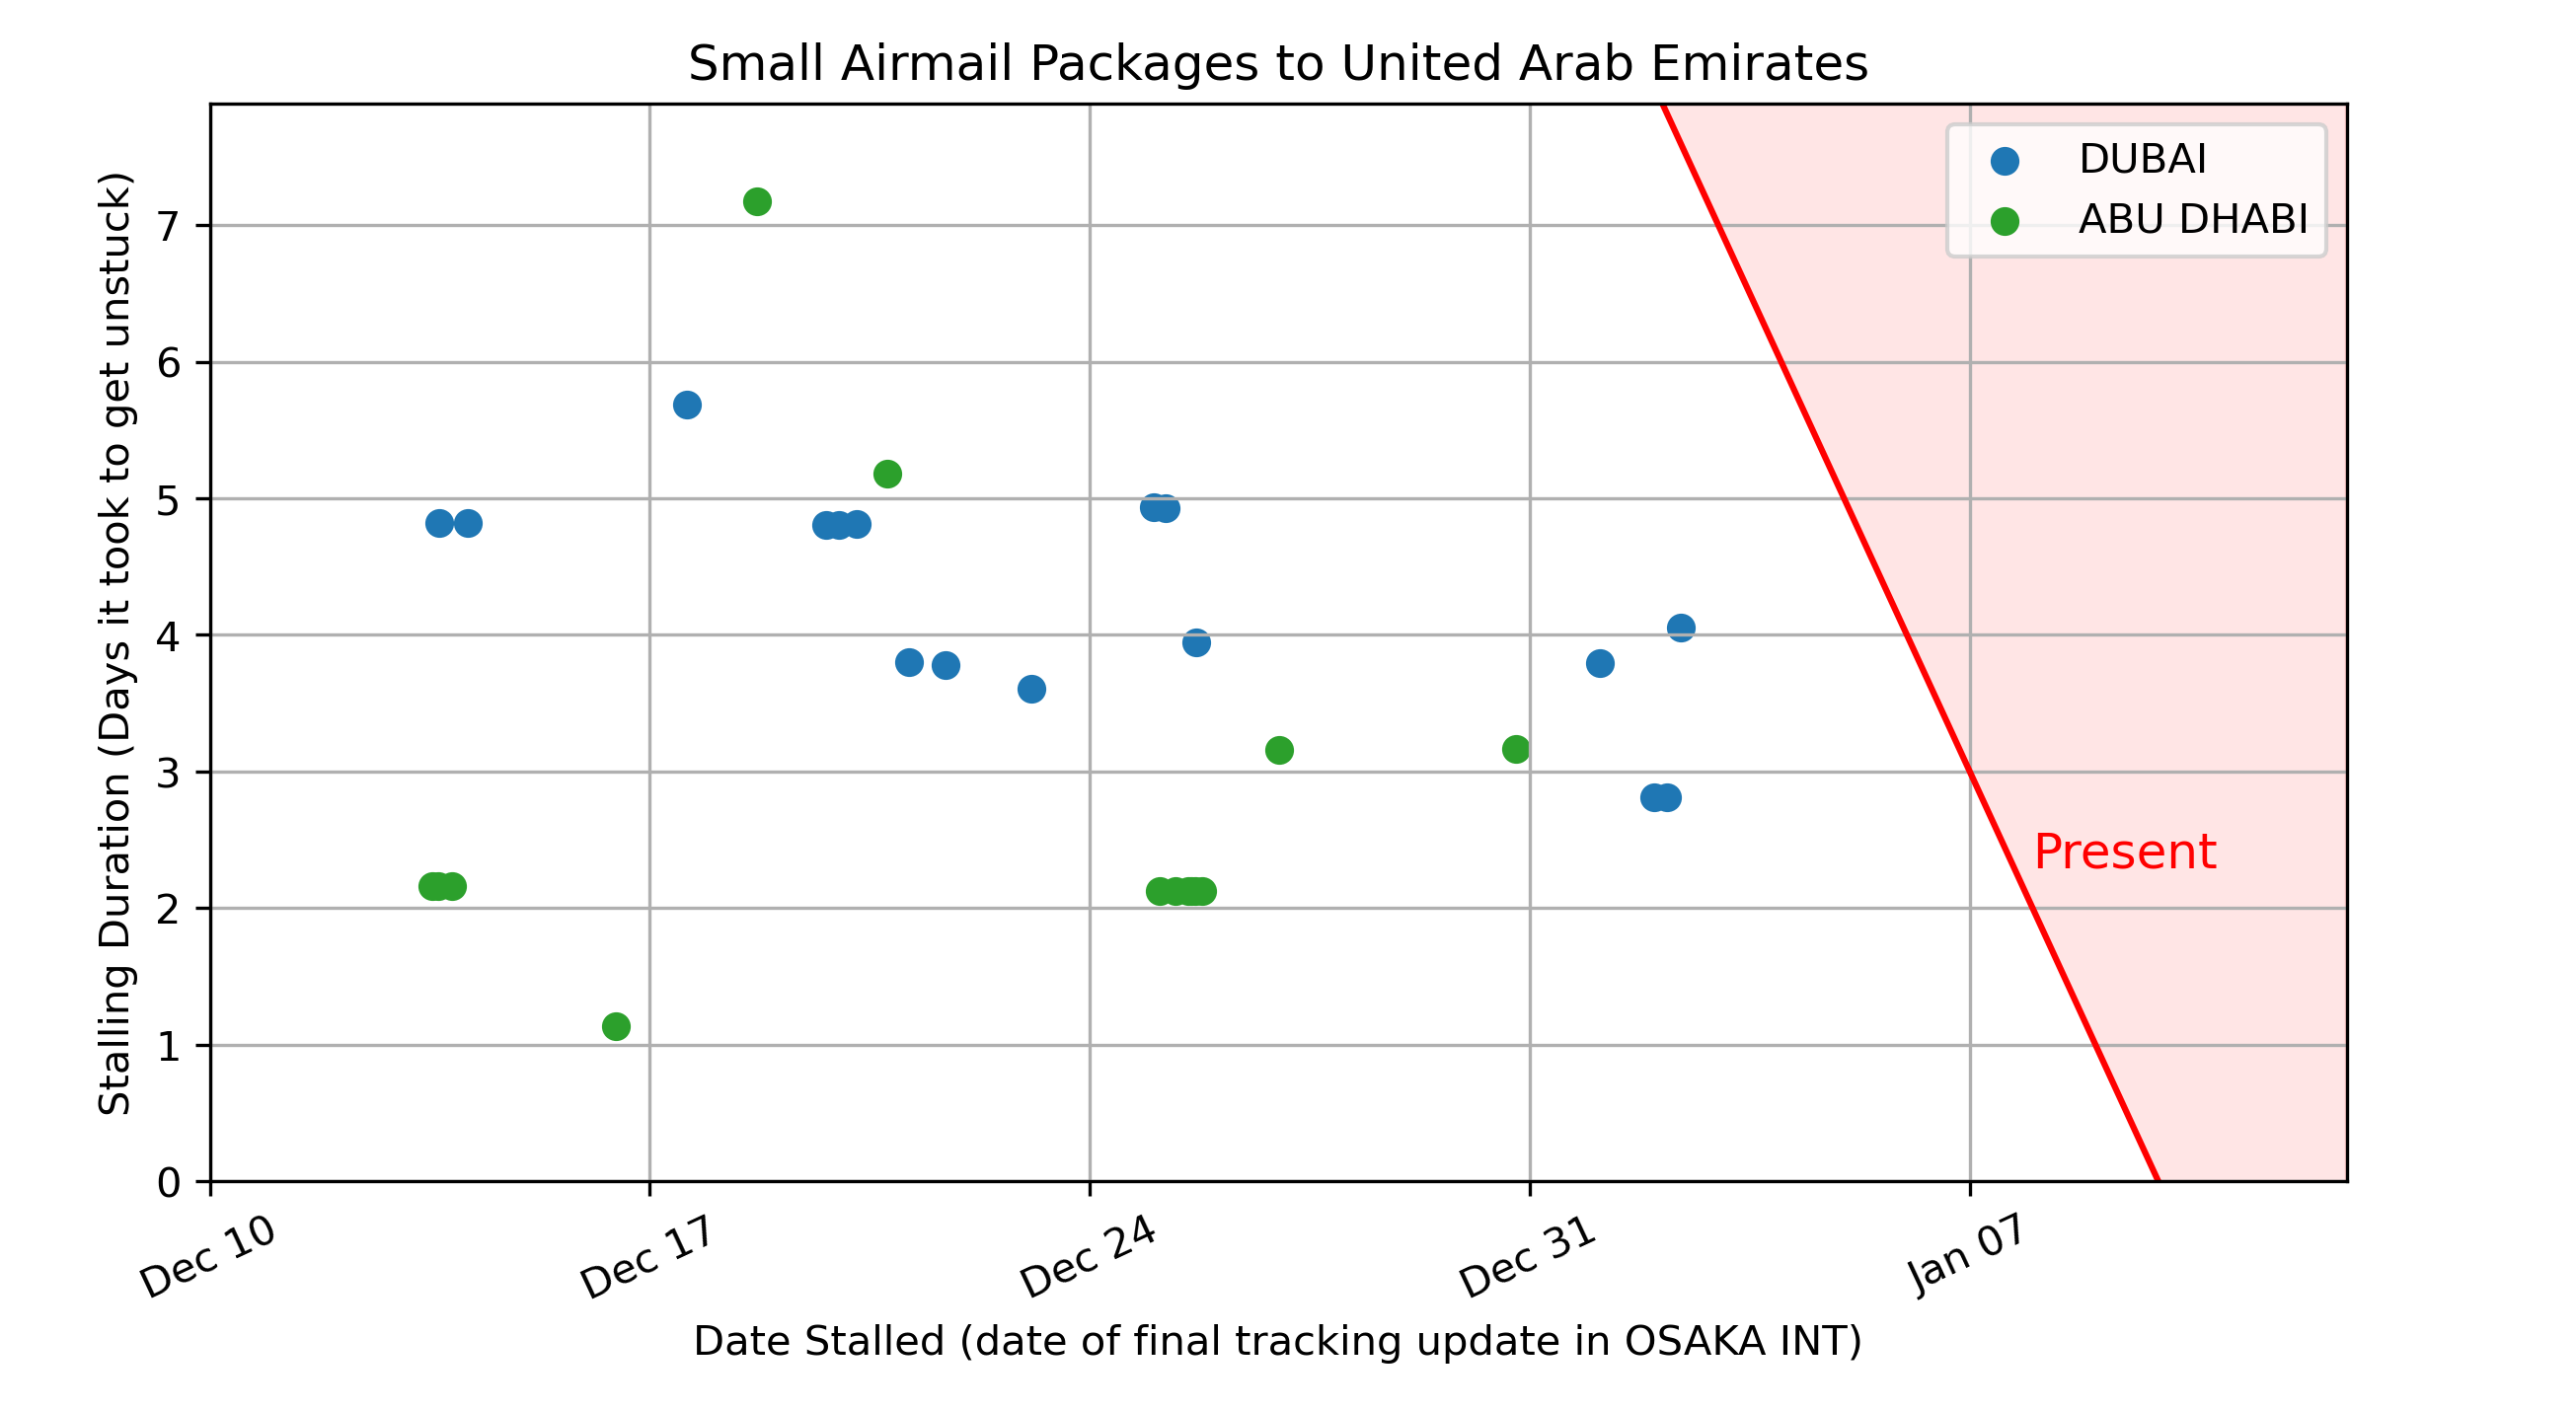 Small Airmail Packages to United Arab Emirates
Stalling Duration (Days it took to get unstuck)
7
6
5
4
3
2
1
0
DUBAI
ABU DHABI
Present
Dec 10
Dec 17
Dec 24
Dec 31
Jan 07
Date Stalled (date of final tracking update in OSAKA INT)